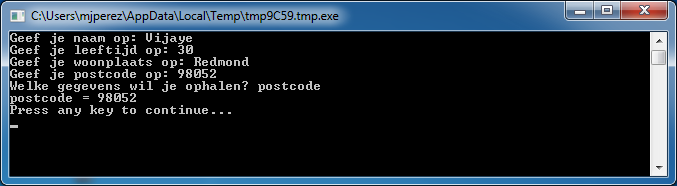 C:\Users\mjperez\AppData\Local\Temp\tmp9C59.tmp.exe
Geef je naam op: Vijaye
Geef je leeftijd op: 30
Geef je woonplaats op: Redmond
Geef je postcode op: 98052
Welke gegevens wil je ophalen? postcode
postcode = 98052
Press any key to continue...